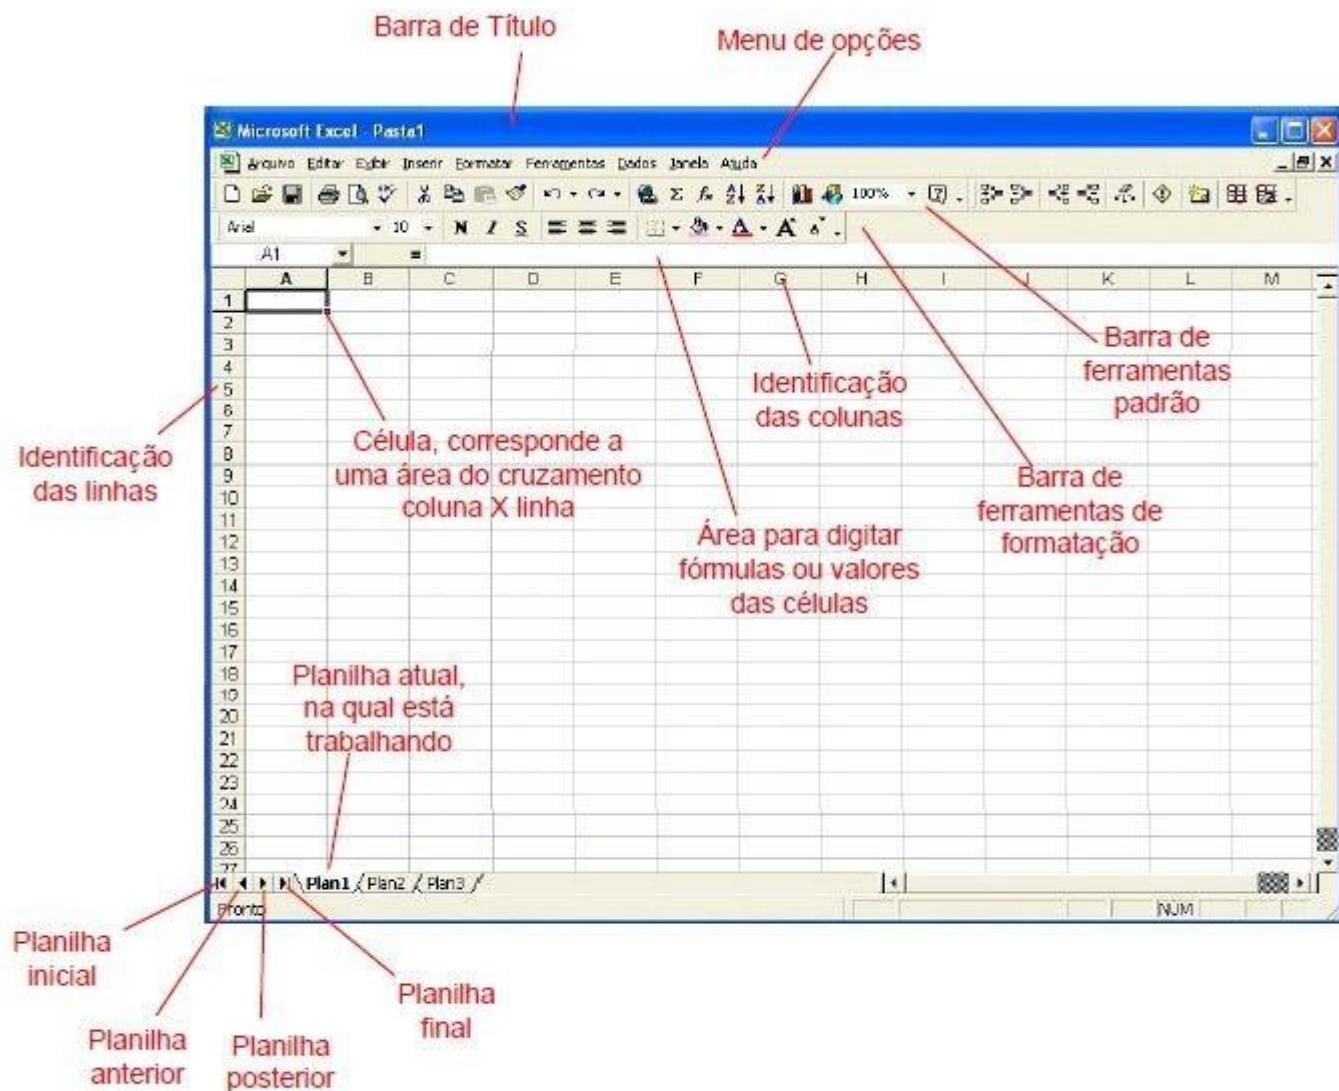 Barra de Título
Menu de opções
Microsoft Excel - Pasta1
Arquivo Editar Exibir Inserir Formatar Ferramentas Dados Janela Ajuda
100%
Arial 10 N I S
A1 =
A B C D E F G H I J K L M
1
2
3
4
5
6
7
8
9
10
11
12
13
14
15
16
17
18
19
20
21
22
23
24
25
26
27
Barra de
ferramentas
padrão
Identificação
das colunas
Identificação
das linhas
Célula, corresponde a
uma área do cruzamento
coluna X linha
Barra de
ferramentas de
formatação
Área para digitar
fórmulas ou valores
das células
Planilha atual,
na qual está
trabalhando
Plan1 Plan2 Plan3
Pronto NUM
Planilha
inicial
Planilha
final
Planilha
anterior
Planilha
posterior